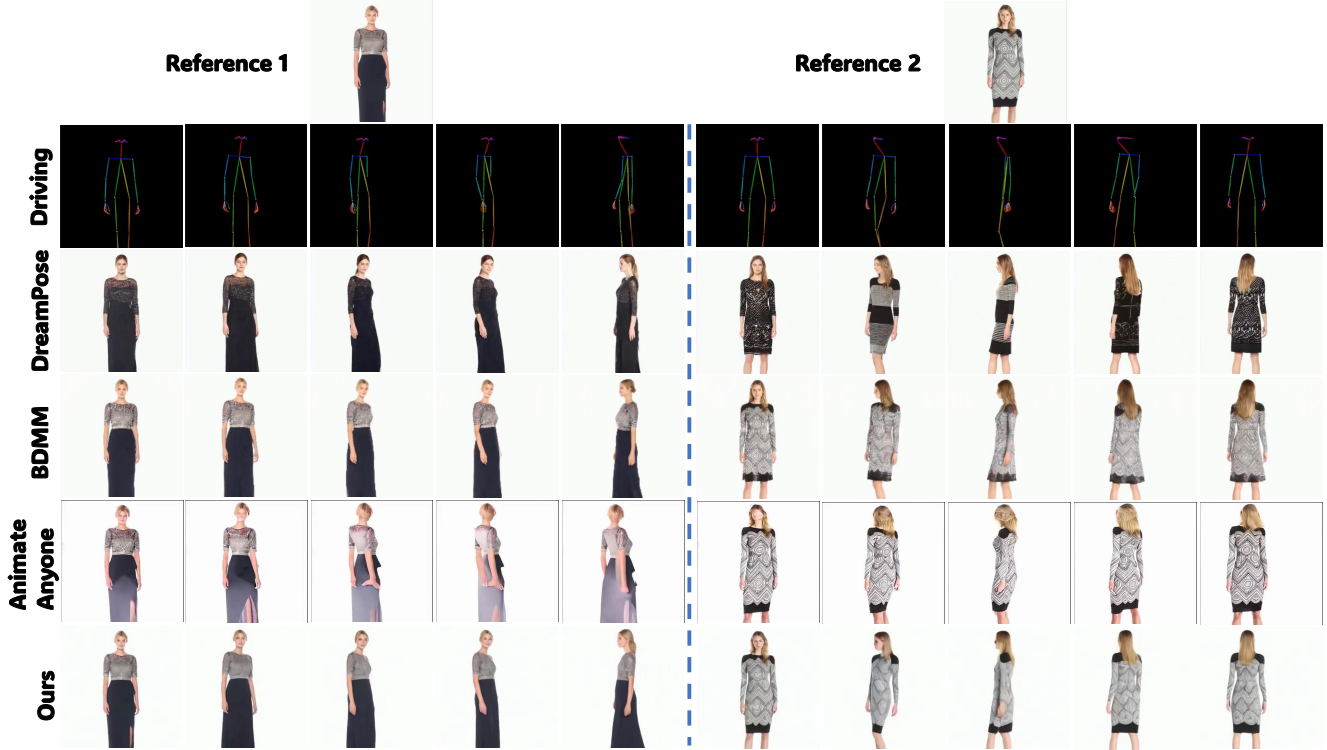 Reference 1
Reference 2
Driving
DreamPose
BDMM
Animate
Anyone
Ours